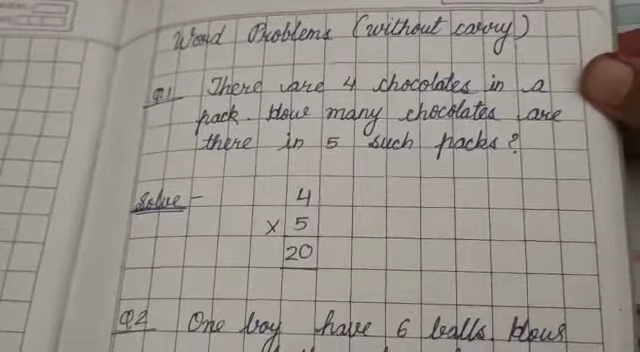 Word Problems (without carry)
Q1 There are 4 chocolates in a
pack. How many chocolates are
there in 5 such packs?
Solve - 4
x 5
20
Q2 One boy have 6 balls. How